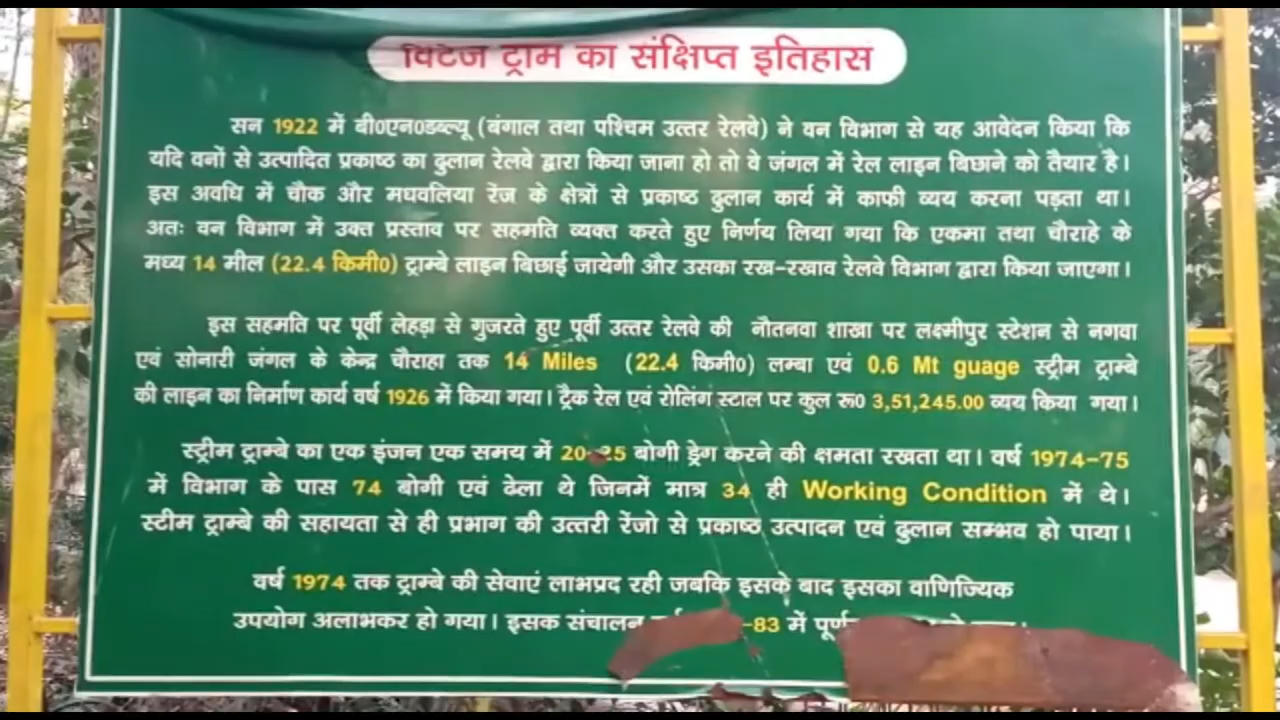 विंटेज ट्राम का संक्षिप्त इतिहास
सन 1922 में बी0एन0डब्ल्यू (बंगाल तथा पश्चिम उत्तर रेलवे) ने वन विभाग से यह आवेदन किया कि
यदि वनों से उत्पादित प्रकाष्ठ का ढुलान रेलवे द्वारा किया जाना हो तो वे जंगल में रेल लाइन बिछाने को तैयार है।
इस अवधि में चौक और मघवलिया रेंज के क्षेत्रों से प्रकाष्ठ ढुलान कार्य में काफी व्यय करना पड़ता था।
अतः वन विभाग में उक्त प्रस्ताव पर सहमति व्यक्त करते हुए निर्णय लिया गया कि एकमा तथा चौराहे के
मध्य 14 मील (22.4 किमी0) ट्राम्बे लाइन बिछाई जायेगी और उसका रख-रखाव रेलवे विभाग द्वारा किया जाएगा।
इस सहमति पर पूर्वी लेहड़ा से गुजरते हुए पूर्वी उत्तर रेलवे की नौतनवा शाखा पर लक्ष्मीपुर स्टेशन से नगवा
एवं सोनारी जंगल के केन्द्र चौराहा तक 14 Miles (22.4 किमी0) लम्बा एवं 0.6 Mt guage स्ट्रीम ट्राम्बे
की लाइन का निर्माण कार्य वर्ष 1926 में किया गया। ट्रैक रेल एवं रोलिंग स्टाल पर कुल रू0 3,51,245.00 व्यय किया गया।
स्ट्रीम ट्राम्बे का एक इंजन एक समय में 20-25 बोगी ड्रेग करने की क्षमता रखता था। वर्ष 1974-75
में विभाग के पास 74 बोगी एवं ठेला थे जिनमें मात्र 34 ही Working Condition में थे।
स्टीम ट्राम्बे की सहायता से ही प्रभाग की उत्तरी रेंजो से प्रकाष्ठ उत्पादन एवं ढुलान सम्भव हो पाया।
वर्ष 1974 तक ट्राम्बे की सेवाएं लाभप्रद रही जबकि इसके बाद इसका वाणिज्यिक
उपयोग अलाभकर हो गया। इसक संचालन -83 में